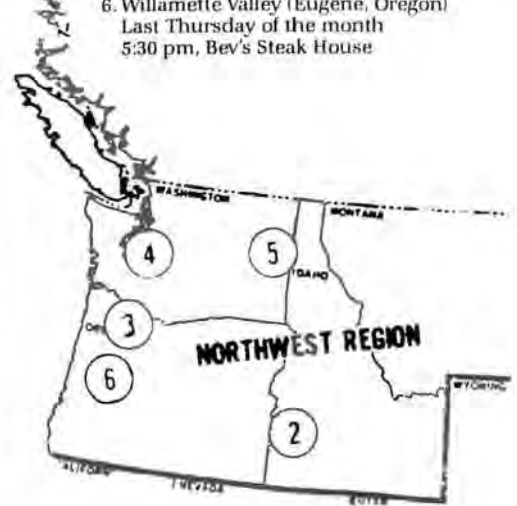 6. Willamette Valley (Eugene, Oregon)
Last Thursday of the month
5:30 pm, Bev's Steak House
WASHINGTON
MONTANA
4
5
IDAHO
3
NORTHWEST REGION
6
WYOMING
2
NEVADA